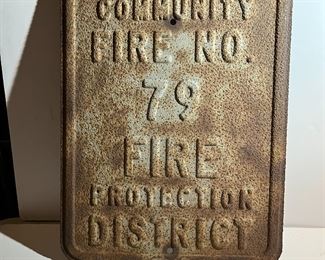 COMMUNITY
FIRE NO.
79
FIRE
PROTECTION
DISTRICT